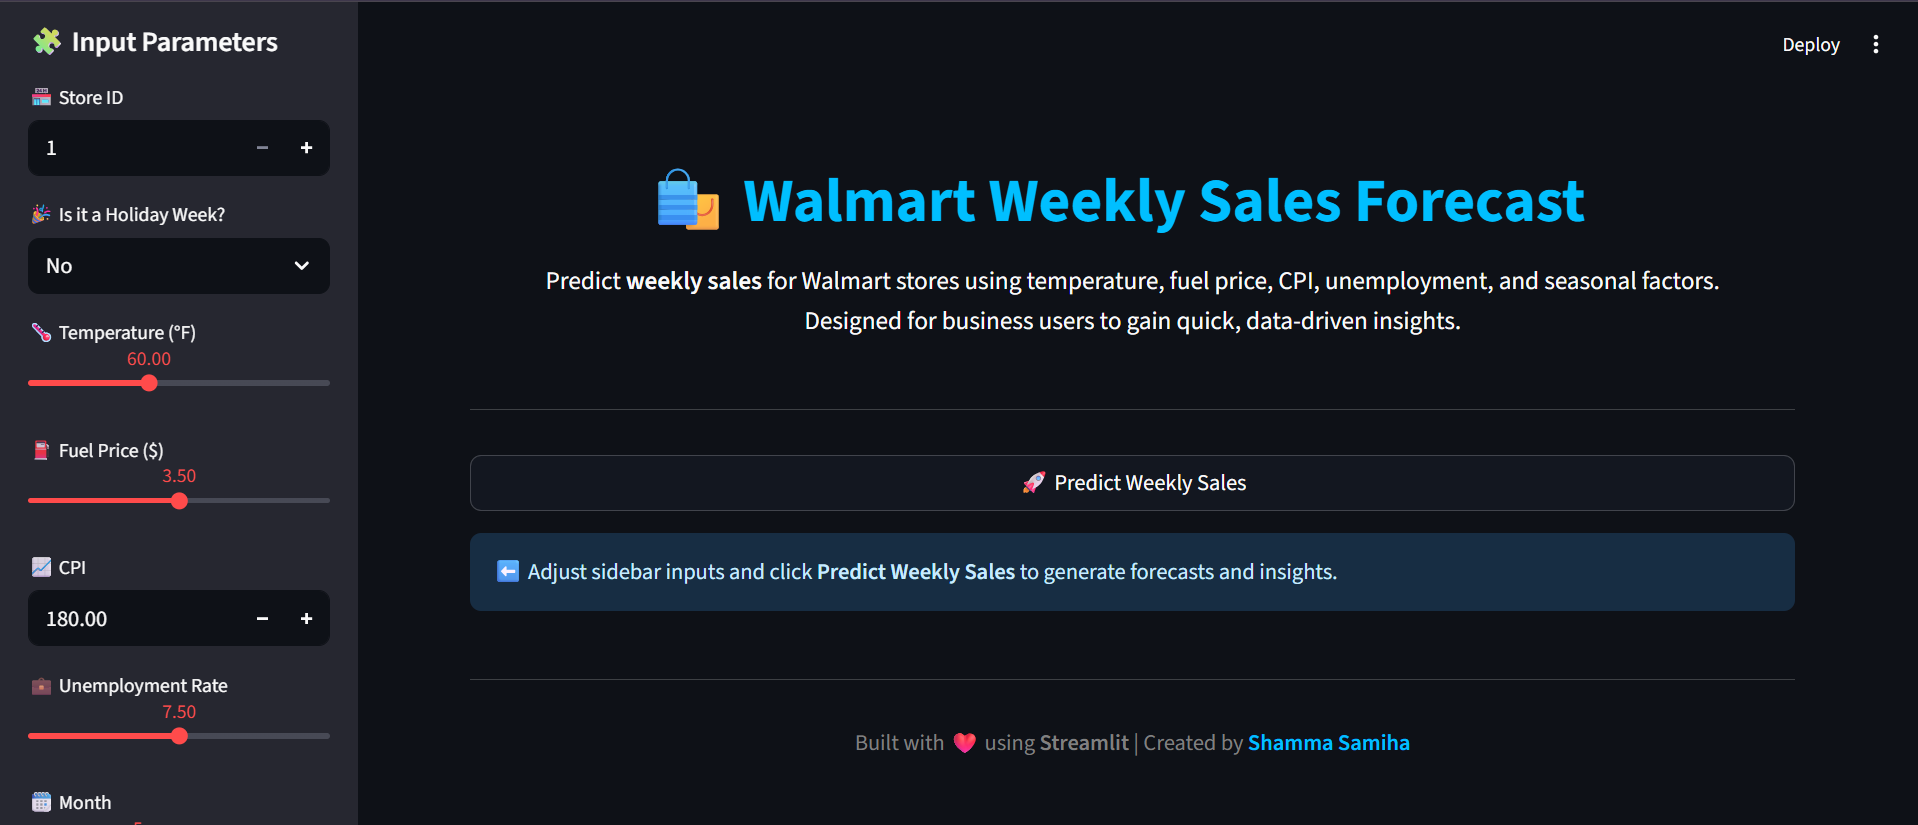 Input Parameters
Store ID
1
Is it a Holiday Week?
No
Temperature (°F)
60.00
Fuel Price ($)
3.50
CPI
180.00
Unemployment Rate
7.50
Month
Deploy
Walmart Weekly Sales Forecast
Predict weekly sales for Walmart stores using temperature, fuel price, CPI, unemployment, and seasonal factors.
Designed for business users to gain quick, data-driven insights.
Predict Weekly Sales
Adjust sidebar inputs and click Predict Weekly Sales to generate forecasts and insights.
Built with ❤️ using Streamlit | Created by Shamma Samiha